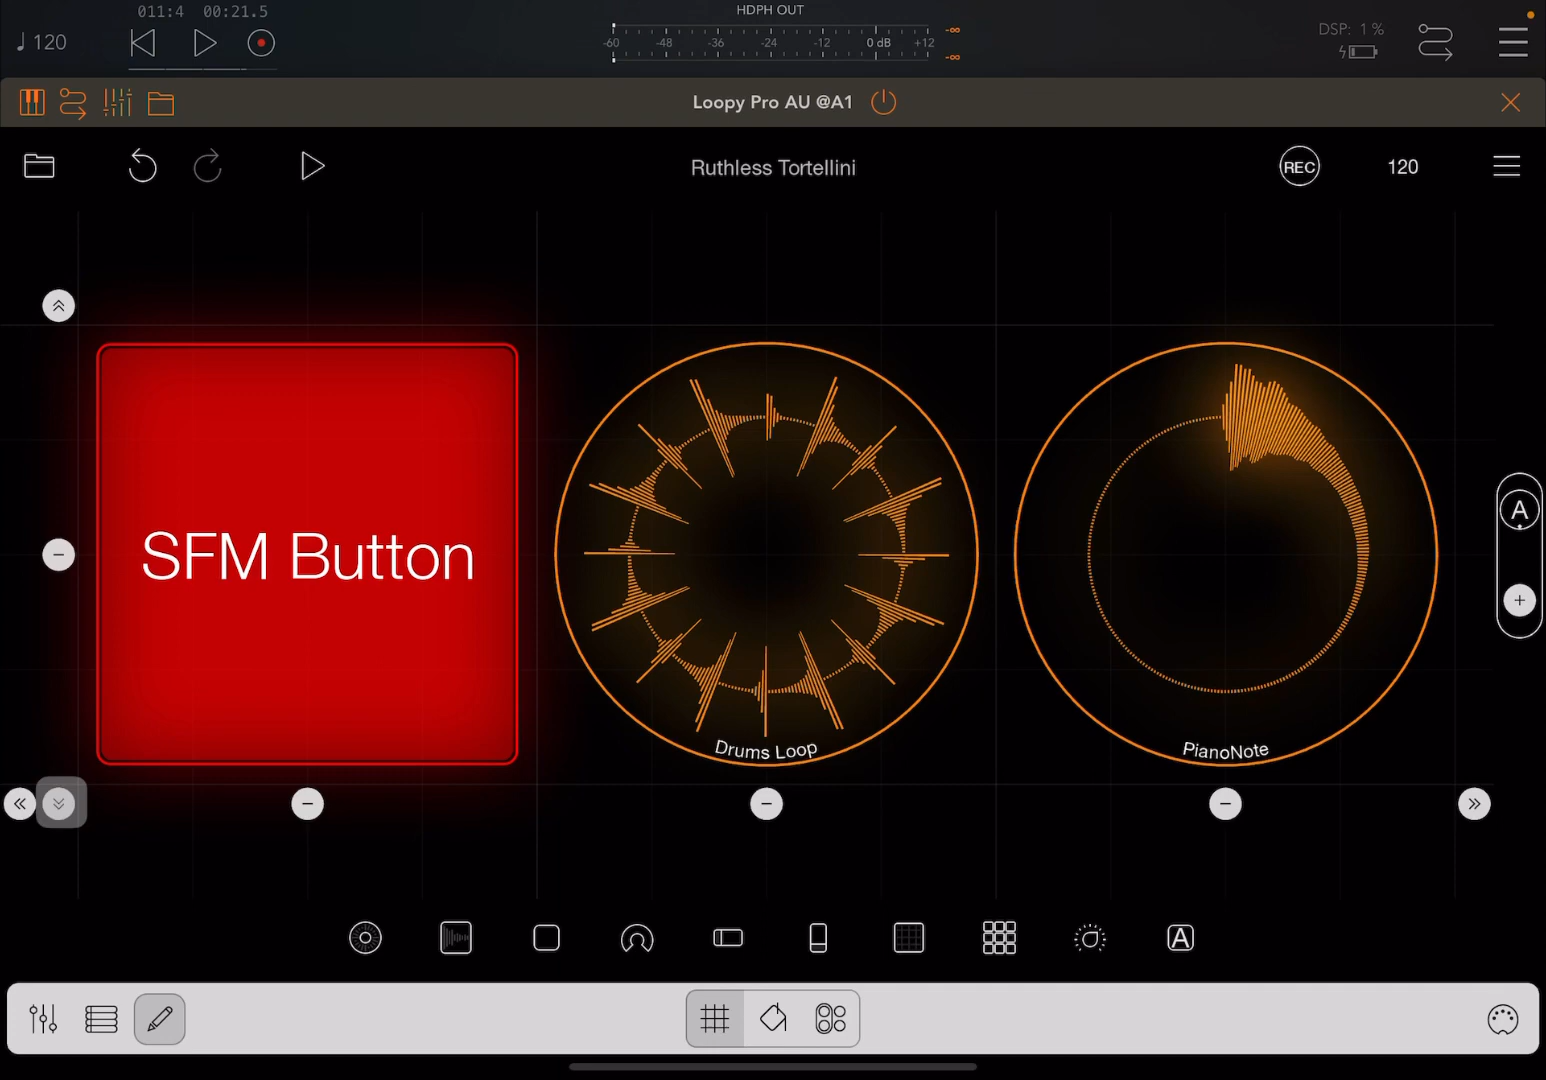 011:4 00:21.5
HDPH OUT
♩ 120
-60 -48 -36 -24 -12 0 dB +12
-∞
-∞
DSP: 1 %
Loopy Pro AU @A1
Ruthless Tortellini
REC
120
SFM Button
Drums Loop
PianoNote
A
A